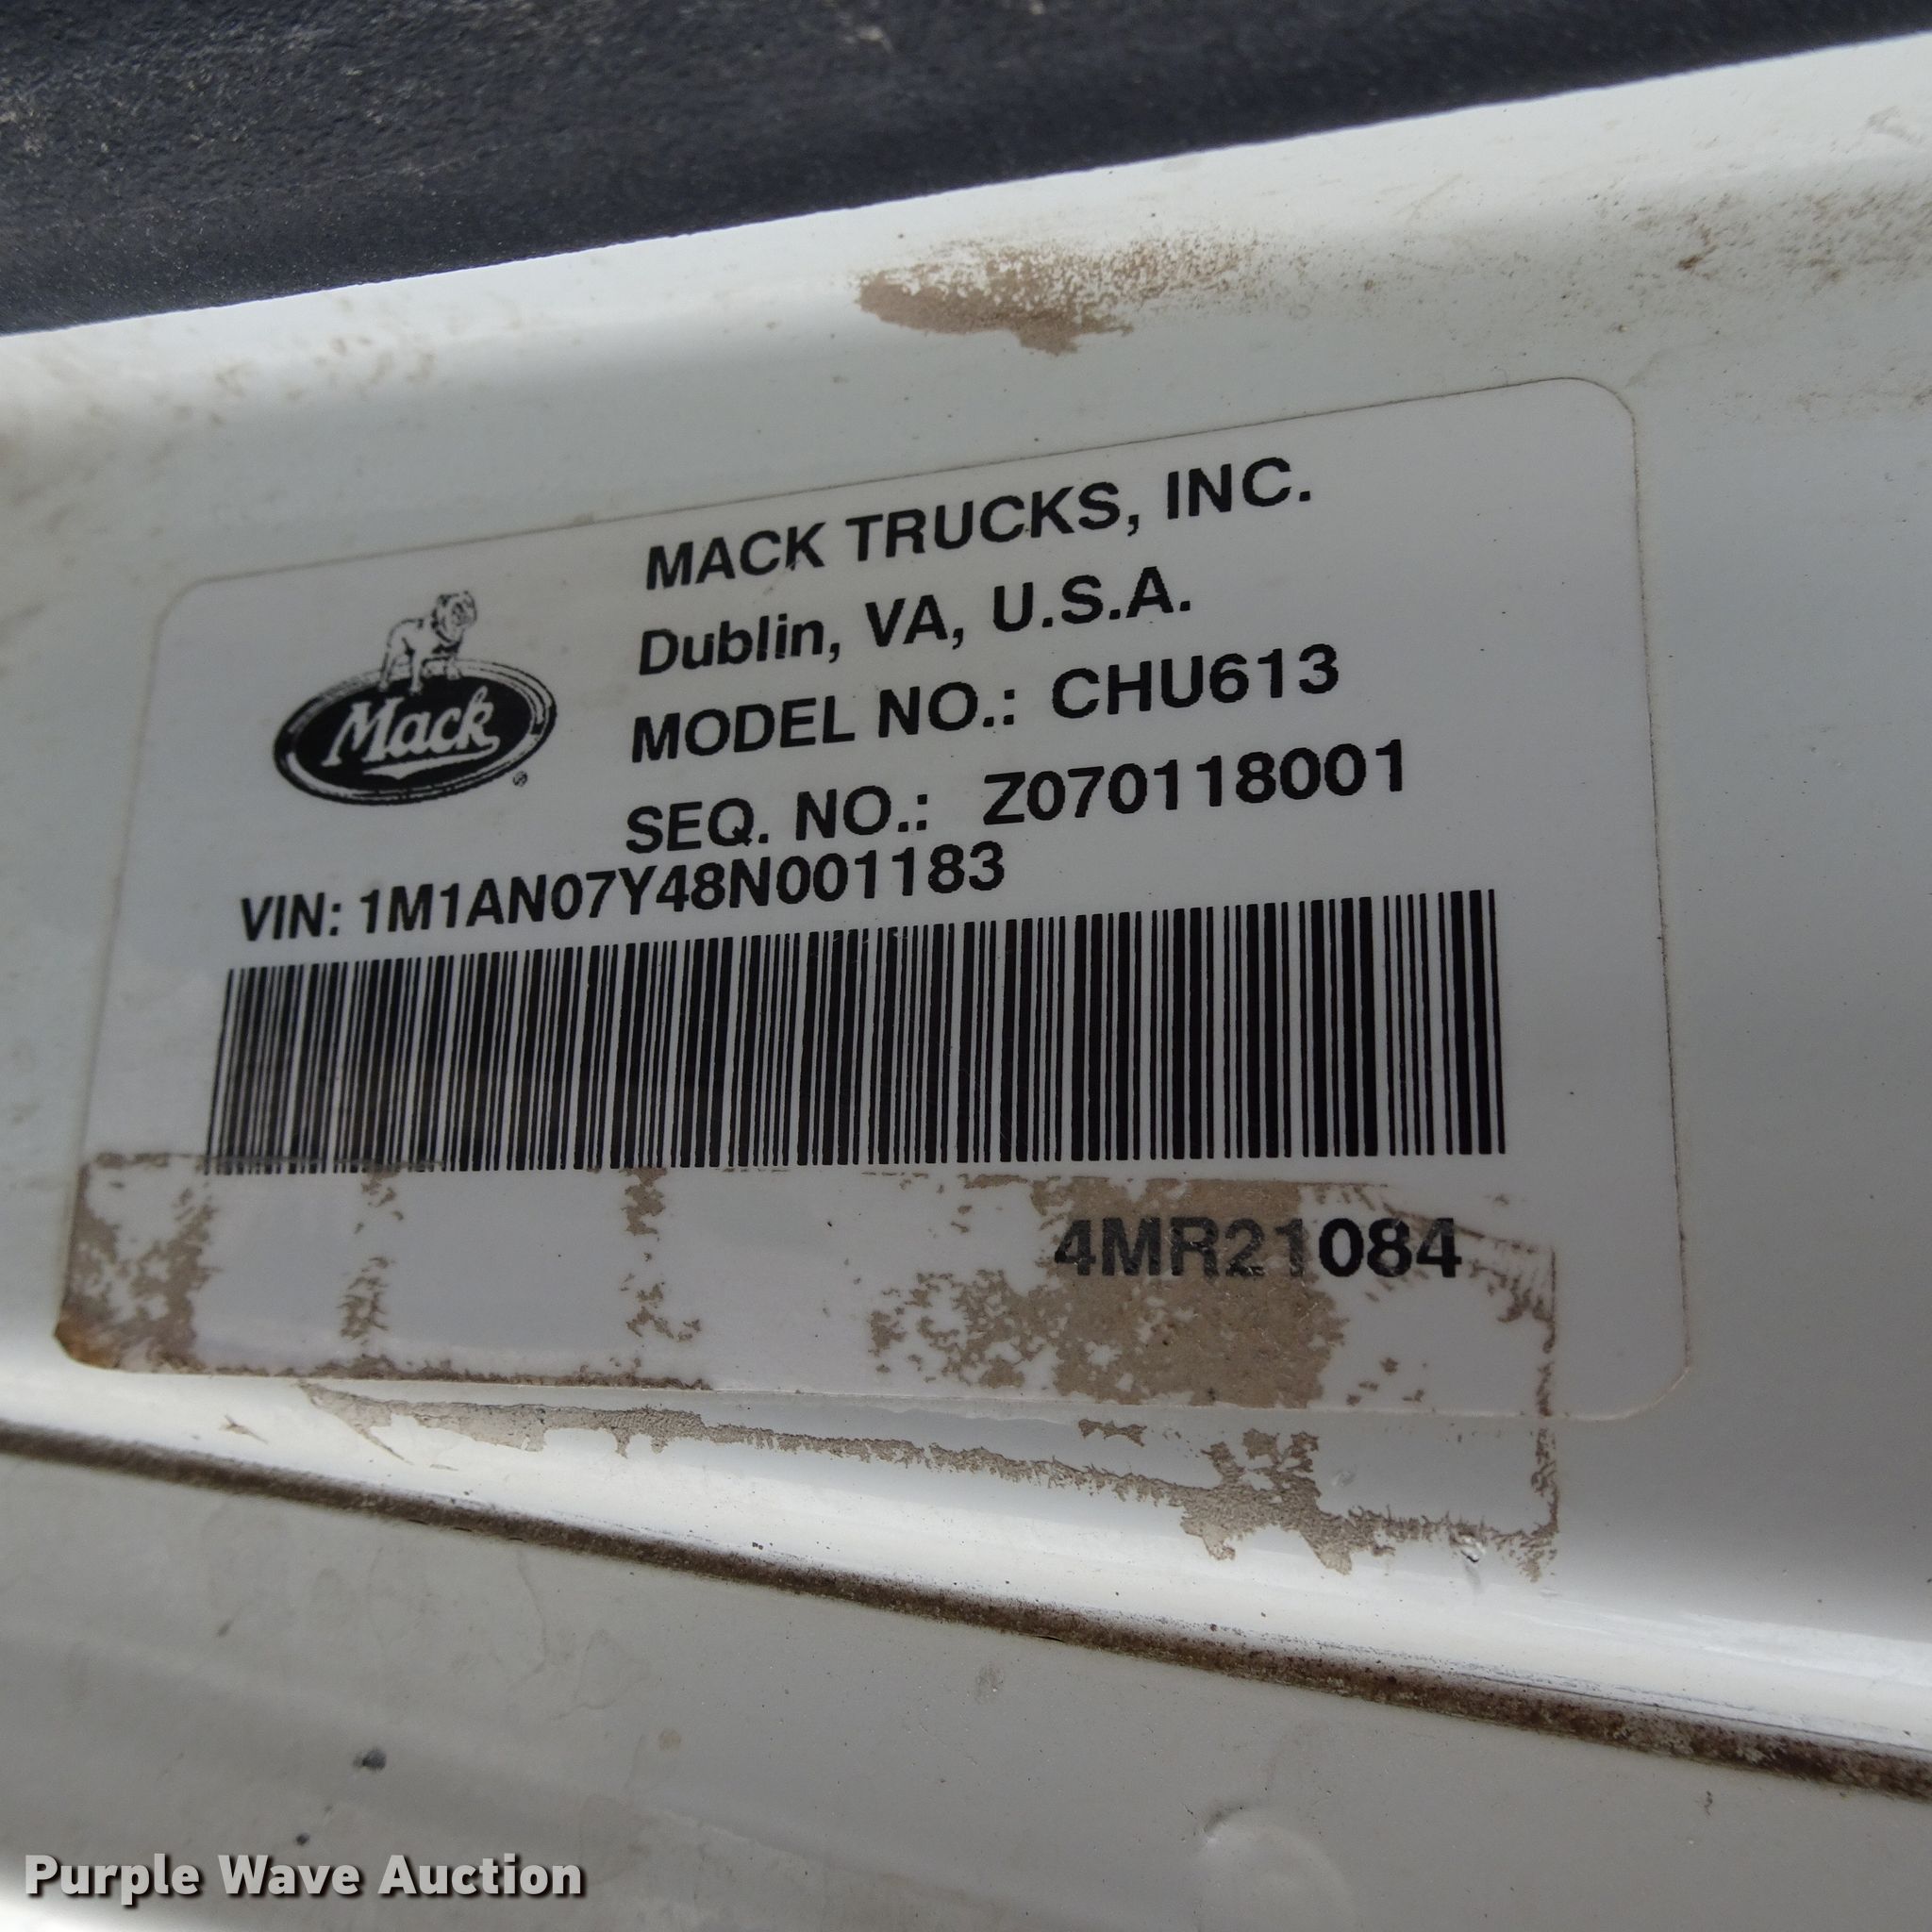 MACK TRUCKS, INC.
Dublin, VA, U.S.A.
Mack
®
MODEL NO.: CHU613
SEQ. NO.: Z070118001
VIN: 1M1AN07Y48N001183
4MR21084
Purple Wave Auction